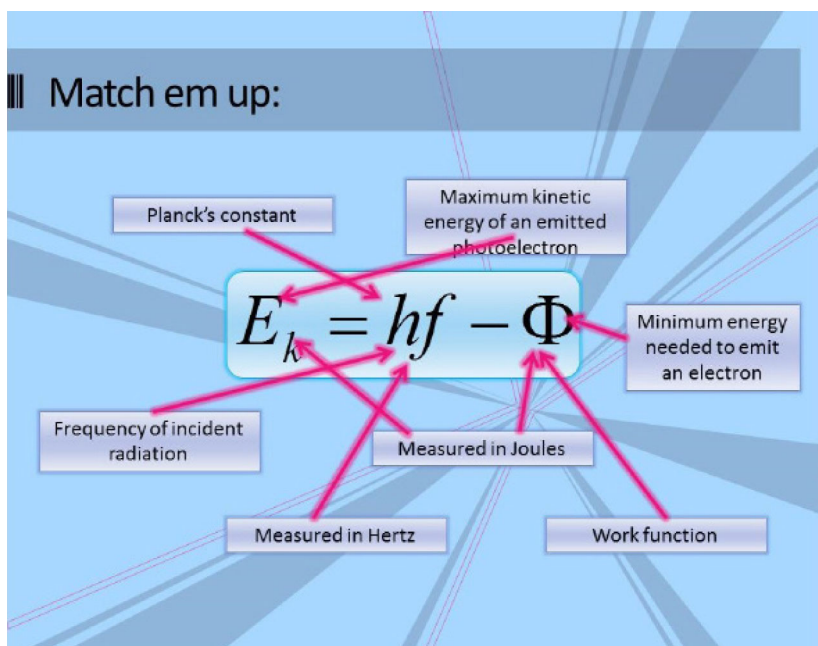 Match em up:
Planck's constant
Maximum kinetic
energy of an emitted
photoelectron
E_k = hf − Φ
Minimum energy
needed to emit
an electron
Frequency of incident
radiation
Measured in Joules
Measured in Hertz
Work function